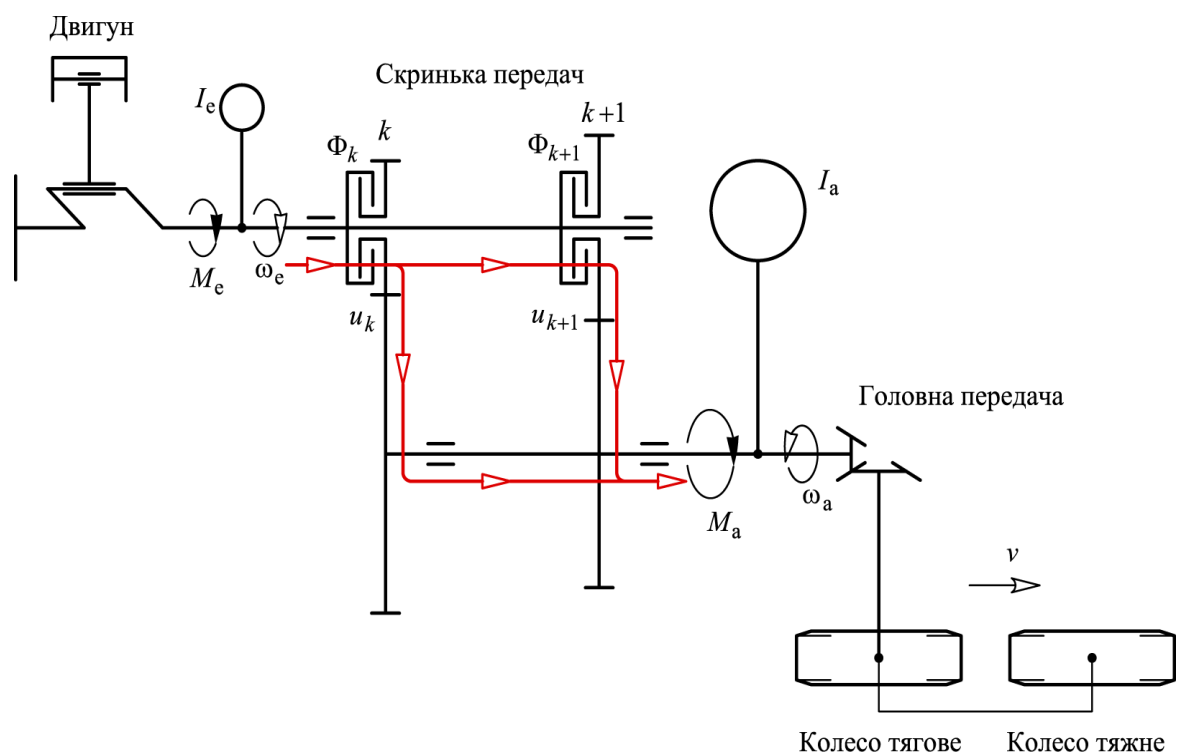 Двигун
Скринька передач
I_e
k
k+1
Φ_k
Φ_{k+1}
I_a
M_e
ω_e
u_k
u_{k+1}
Головна передача
M_a
ω_a
v
Колесо тягове
Колесо тяжне